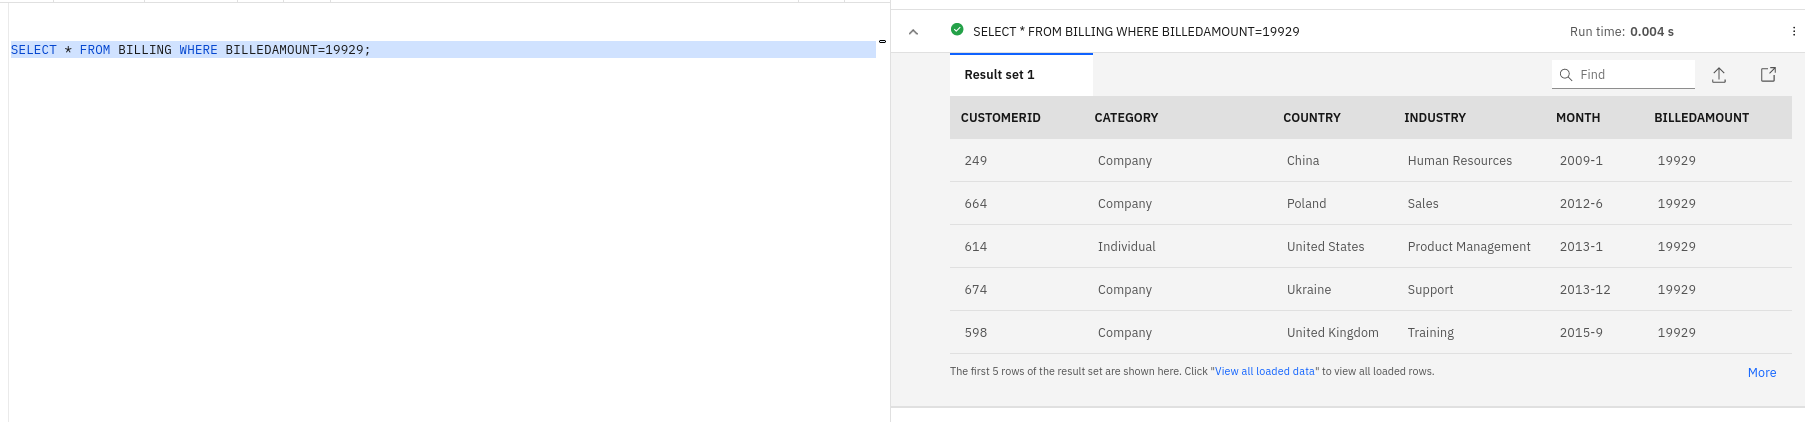 SELECT * FROM BILLING WHERE BILLEDAMOUNT=19929;
SELECT * FROM BILLING WHERE BILLEDAMOUNT=19929 Run time: 0.004 s
Result set 1 Find
CUSTOMERID CATEGORY COUNTRY INDUSTRY MONTH BILLEDAMOUNT
249 Company China Human Resources 2009-1 19929
664 Company Poland Sales 2012-6 19929
614 Individual United States Product Management 2013-1 19929
674 Company Ukraine Support 2013-12 19929
598 Company United Kingdom Training 2015-9 19929
The first 5 rows of the result set are shown here. Click "View all loaded data" to view all loaded rows. More